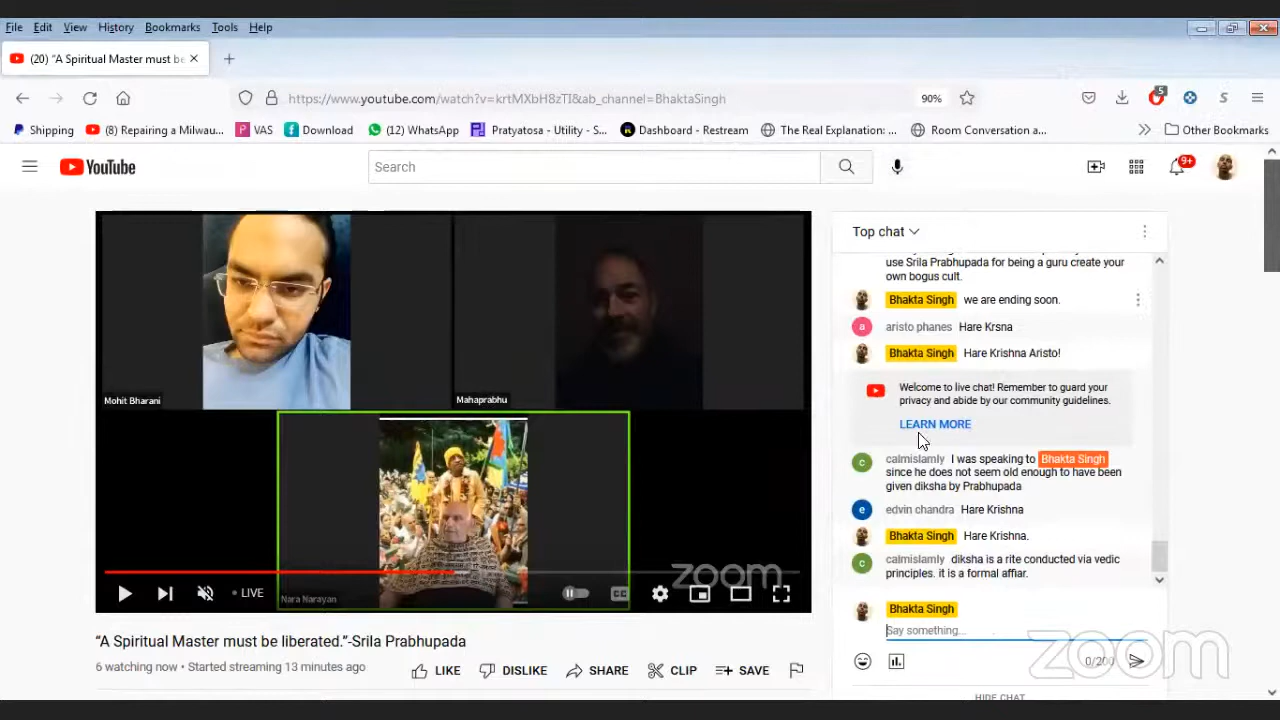 File Edit View History Bookmarks Tools Help
(20) “A Spiritual Master must be
https://www.youtube.com/watch?v=krtMXbH8zTI&ab_channel=BhaktaSingh 90% 5
Shipping (8) Repairing a Milwau... VAS Download (12) WhatsApp Pratyatosa - Utility - S... Dashboard - Restream The Real Explanation: ... Room Conversation a... Other Bookmarks
YouTube Search 9+
Top chat
use Srila Prabhupada for being a guru create your
own bogus cult.
Bhakta Singh we are ending soon.
aristo phanes Hare Krsna
Bhakta Singh Hare Krishna Aristo!
Welcome to live chat! Remember to guard your
privacy and abide by our community guidelines.
LEARN MORE
calmislamly I was speaking to Bhakta Singh
since he does not seem old enough to have been
given diksha by Prabhupada
edvin chandra Hare Krishna
Bhakta Singh Hare Krishna.
calmislamly diksha is a rite conducted via vedic
principles. it is a formal affiar.
Bhakta Singh
Say something...
0/200
HIDE CHAT
Mohit Bharani
Mahaprabhu
Nara Narayan
zoom
LIVE
CC
“A Spiritual Master must be liberated.”-Srila Prabhupada
6 watching now • Started streaming 13 minutes ago
LIKE DISLIKE SHARE CLIP SAVE
zoom